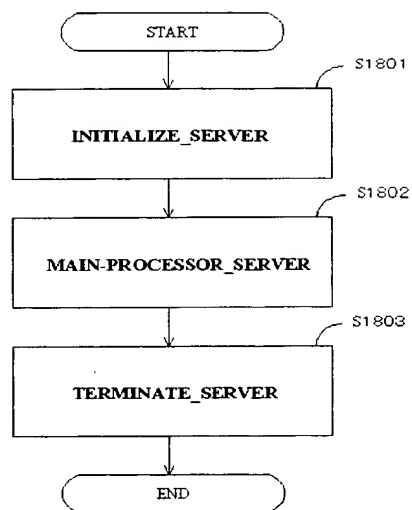 START
S1801
INITIALIZE_SERVER
S1802
MAIN-PROCESSOR_SERVER
S1803
TERMINATE_SERVER
END